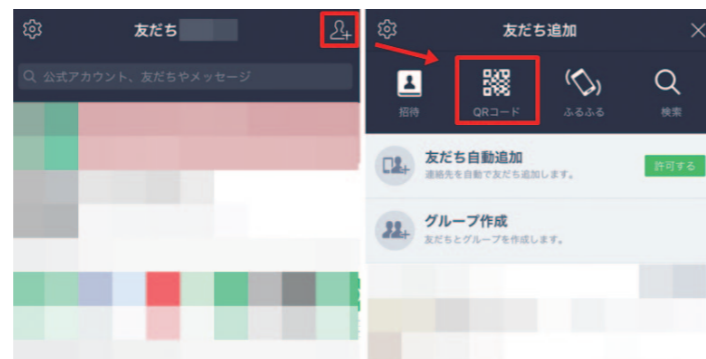 友だち
公式アカウント、友だちやメッセージ
友だち追加
招待
QRコード
ふるふる
検索
友だち自動追加
連絡先を自動で友だち追加します。
許可する
グループ作成
友だちとグループを作成します。